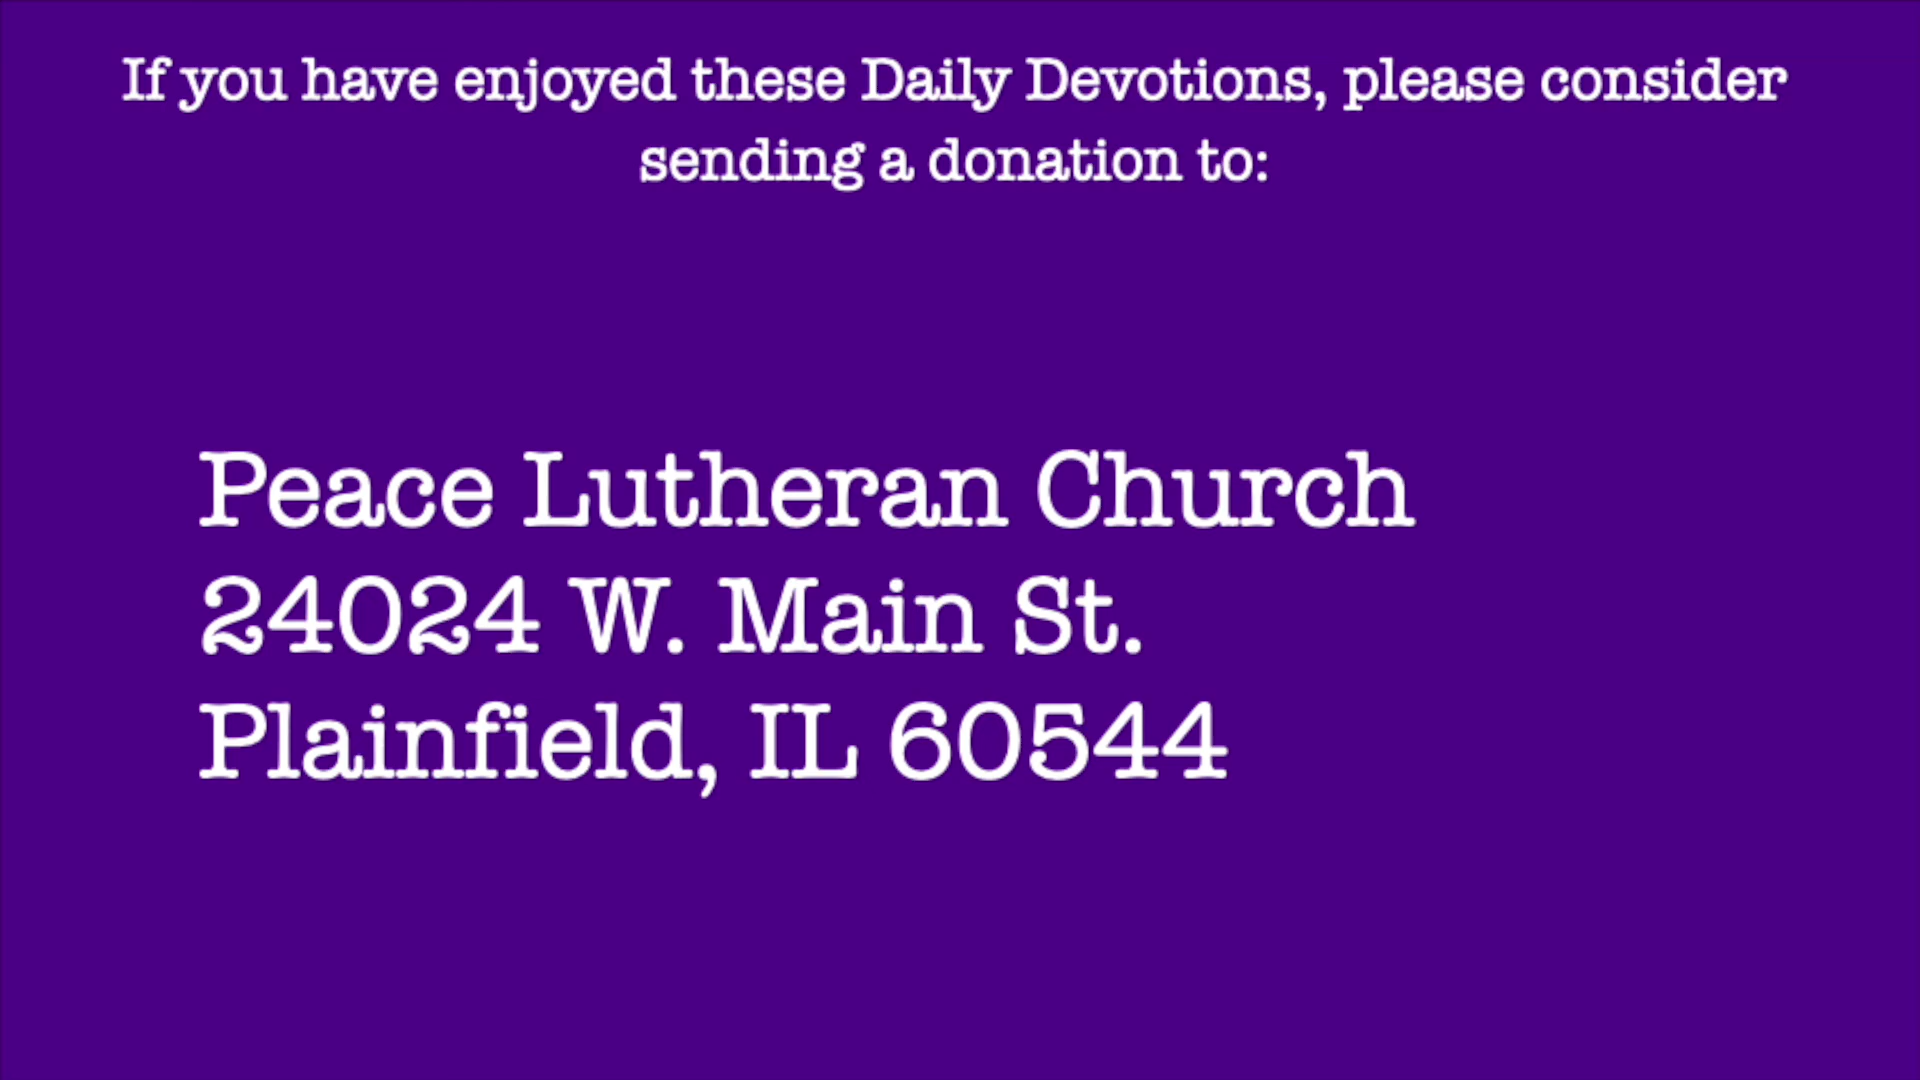 If you have enjoyed these Daily Devotions, please consider
sending a donation to:
Peace Lutheran Church
24024 W. Main St.
Plainfield, IL 60544